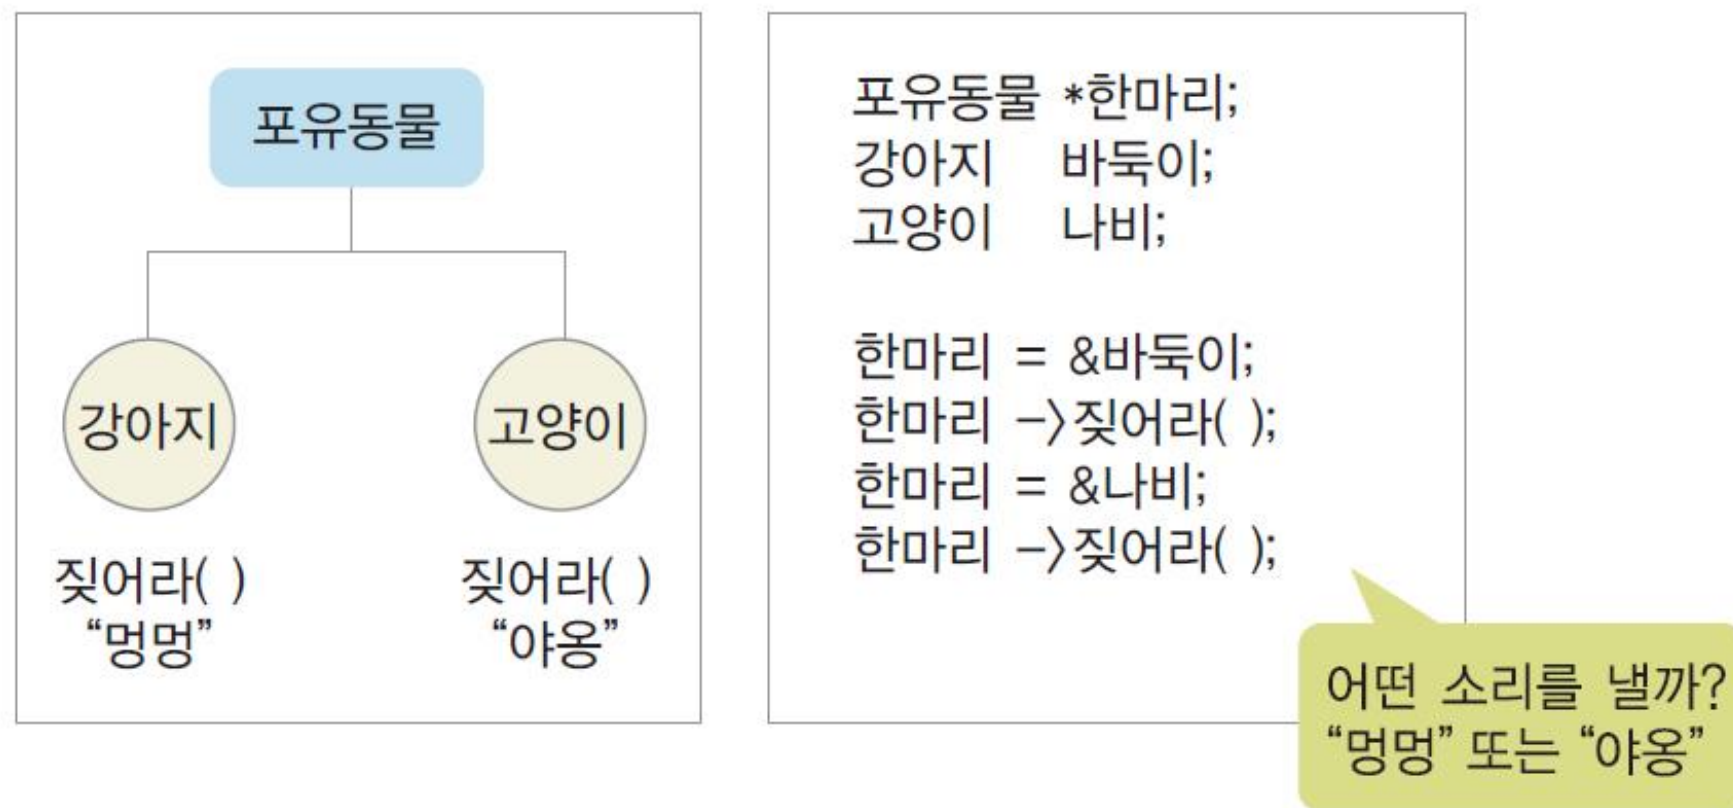 포유동물
강아지
고양이
짖어라( )
“멍멍”
짖어라( )
“야옹”
포유동물 *한마리;
강아지 바둑이;
고양이 나비;
한마리 = &바둑이;
한마리 –>짖어라( );
한마리 = &나비;
한마리 –>짖어라( );
어떤 소리를 낼까?
“멍멍” 또는 “야옹”